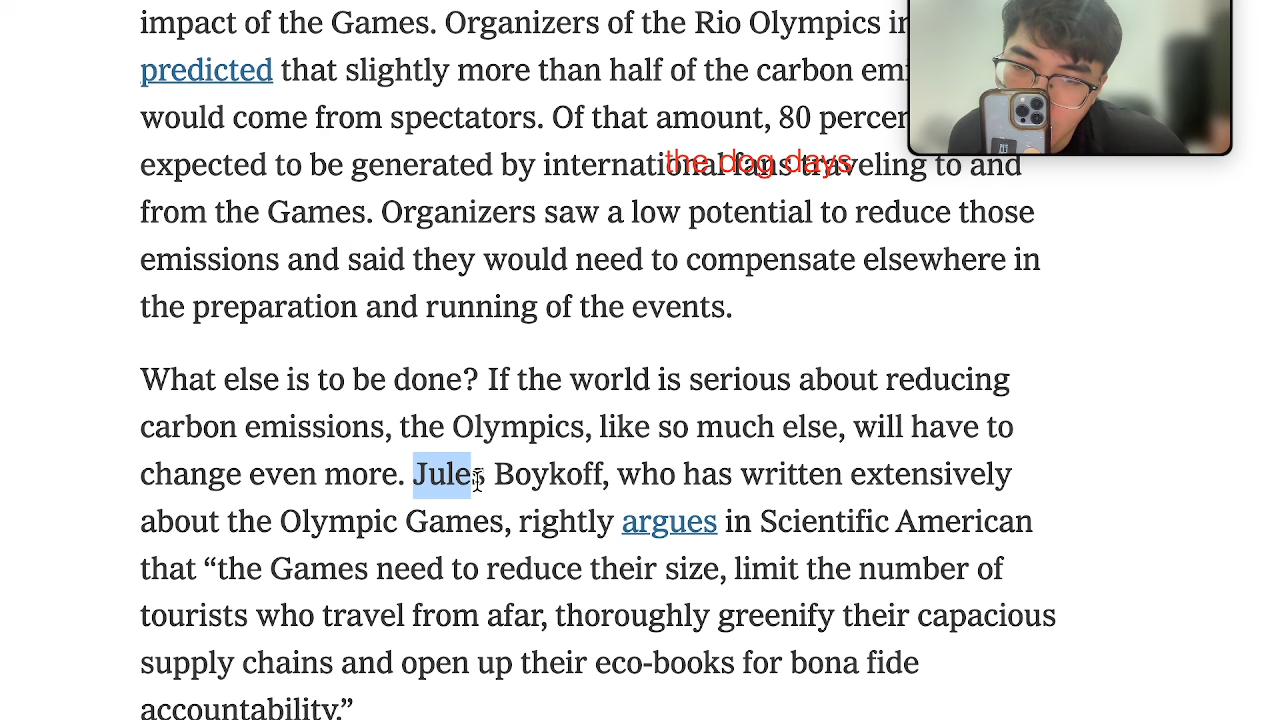 impact of the Games. Organizers of the Rio Olympics in
predicted that slightly more than half of the carbon
would come from spectators. Of that amount, 80
expected to be generated by international fans traveling to and
the dog days
from the Games. Organizers saw a low potential to reduce those
emissions and said they would need to compensate elsewhere in
the preparation and running of the events.
What else is to be done? If the world is serious about reducing
carbon emissions, the Olympics, like so much else, will have to
change even more. Jules Boykoff, who has written extensively
about the Olympic Games, rightly argues in Scientific American
that “the Games need to reduce their size, limit the number of
tourists who travel from afar, thoroughly greenify their capacious
supply chains and open up their eco-books for bona fide
accountability.”